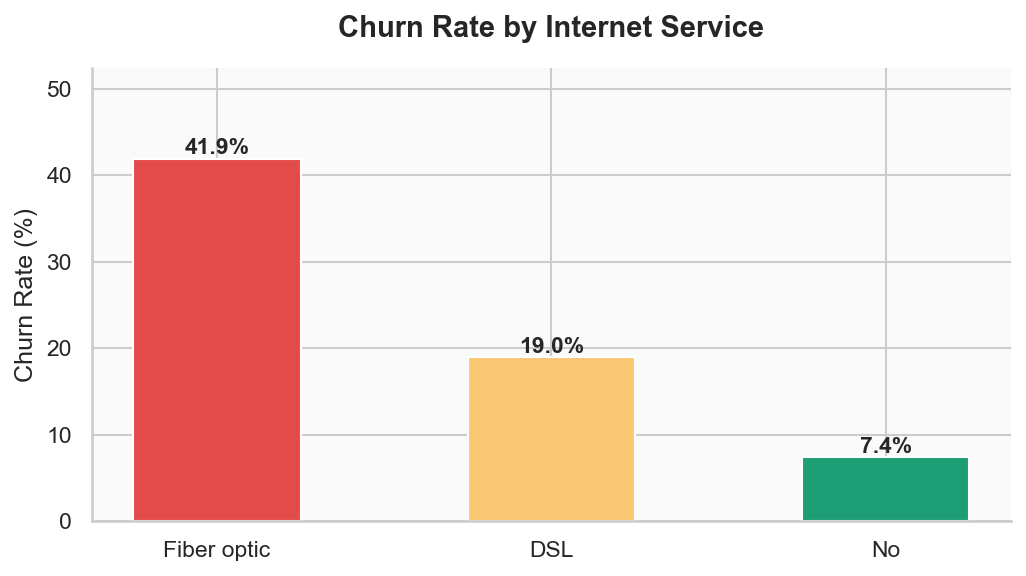 Churn Rate by Internet Service
Churn Rate (%)
50
40
30
20
10
0
41.9%
19.0%
7.4%
Fiber optic
DSL
No